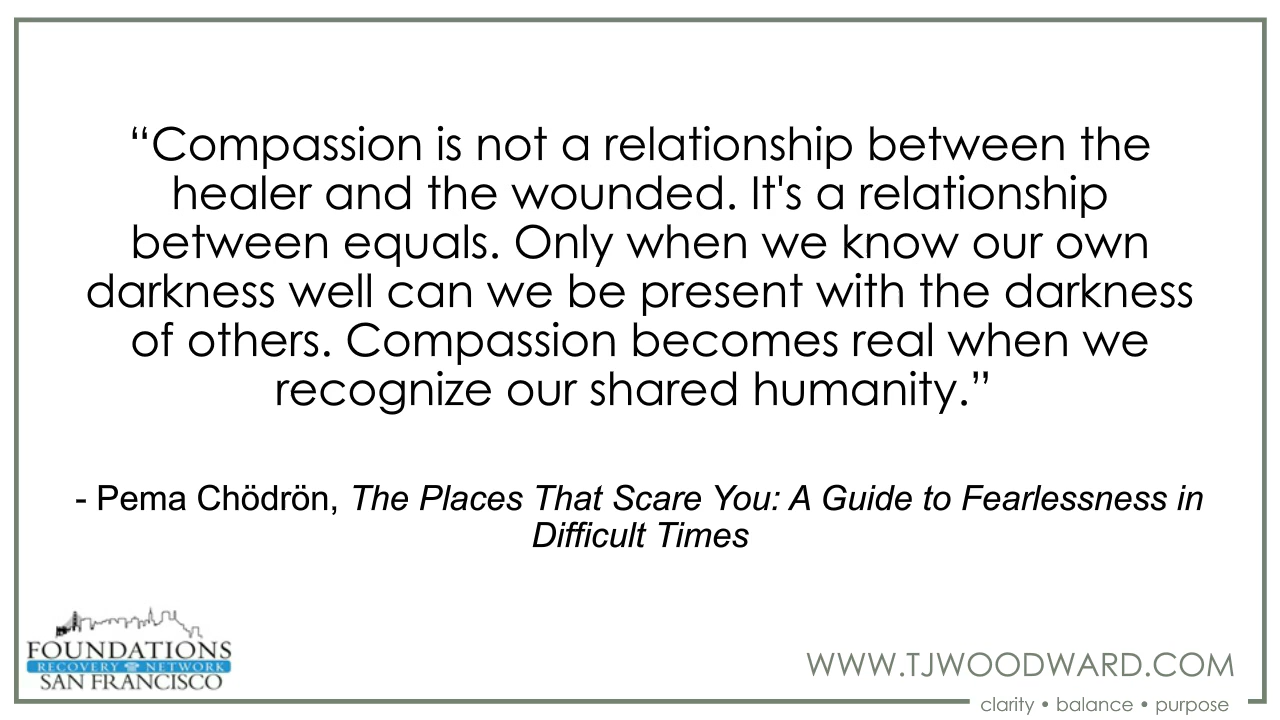 “Compassion is not a relationship between the
healer and the wounded. It's a relationship
between equals. Only when we know our own
darkness well can we be present with the darkness
of others. Compassion becomes real when we
recognize our shared humanity.”
- Pema Chödrön, The Places That Scare You: A Guide to Fearlessness in
Difficult Times
FOUNDATIONS
RECOVERY NETWORK
SAN FRANCISCO
WWW.TJWOODWARD.COM
clarity • balance • purpose